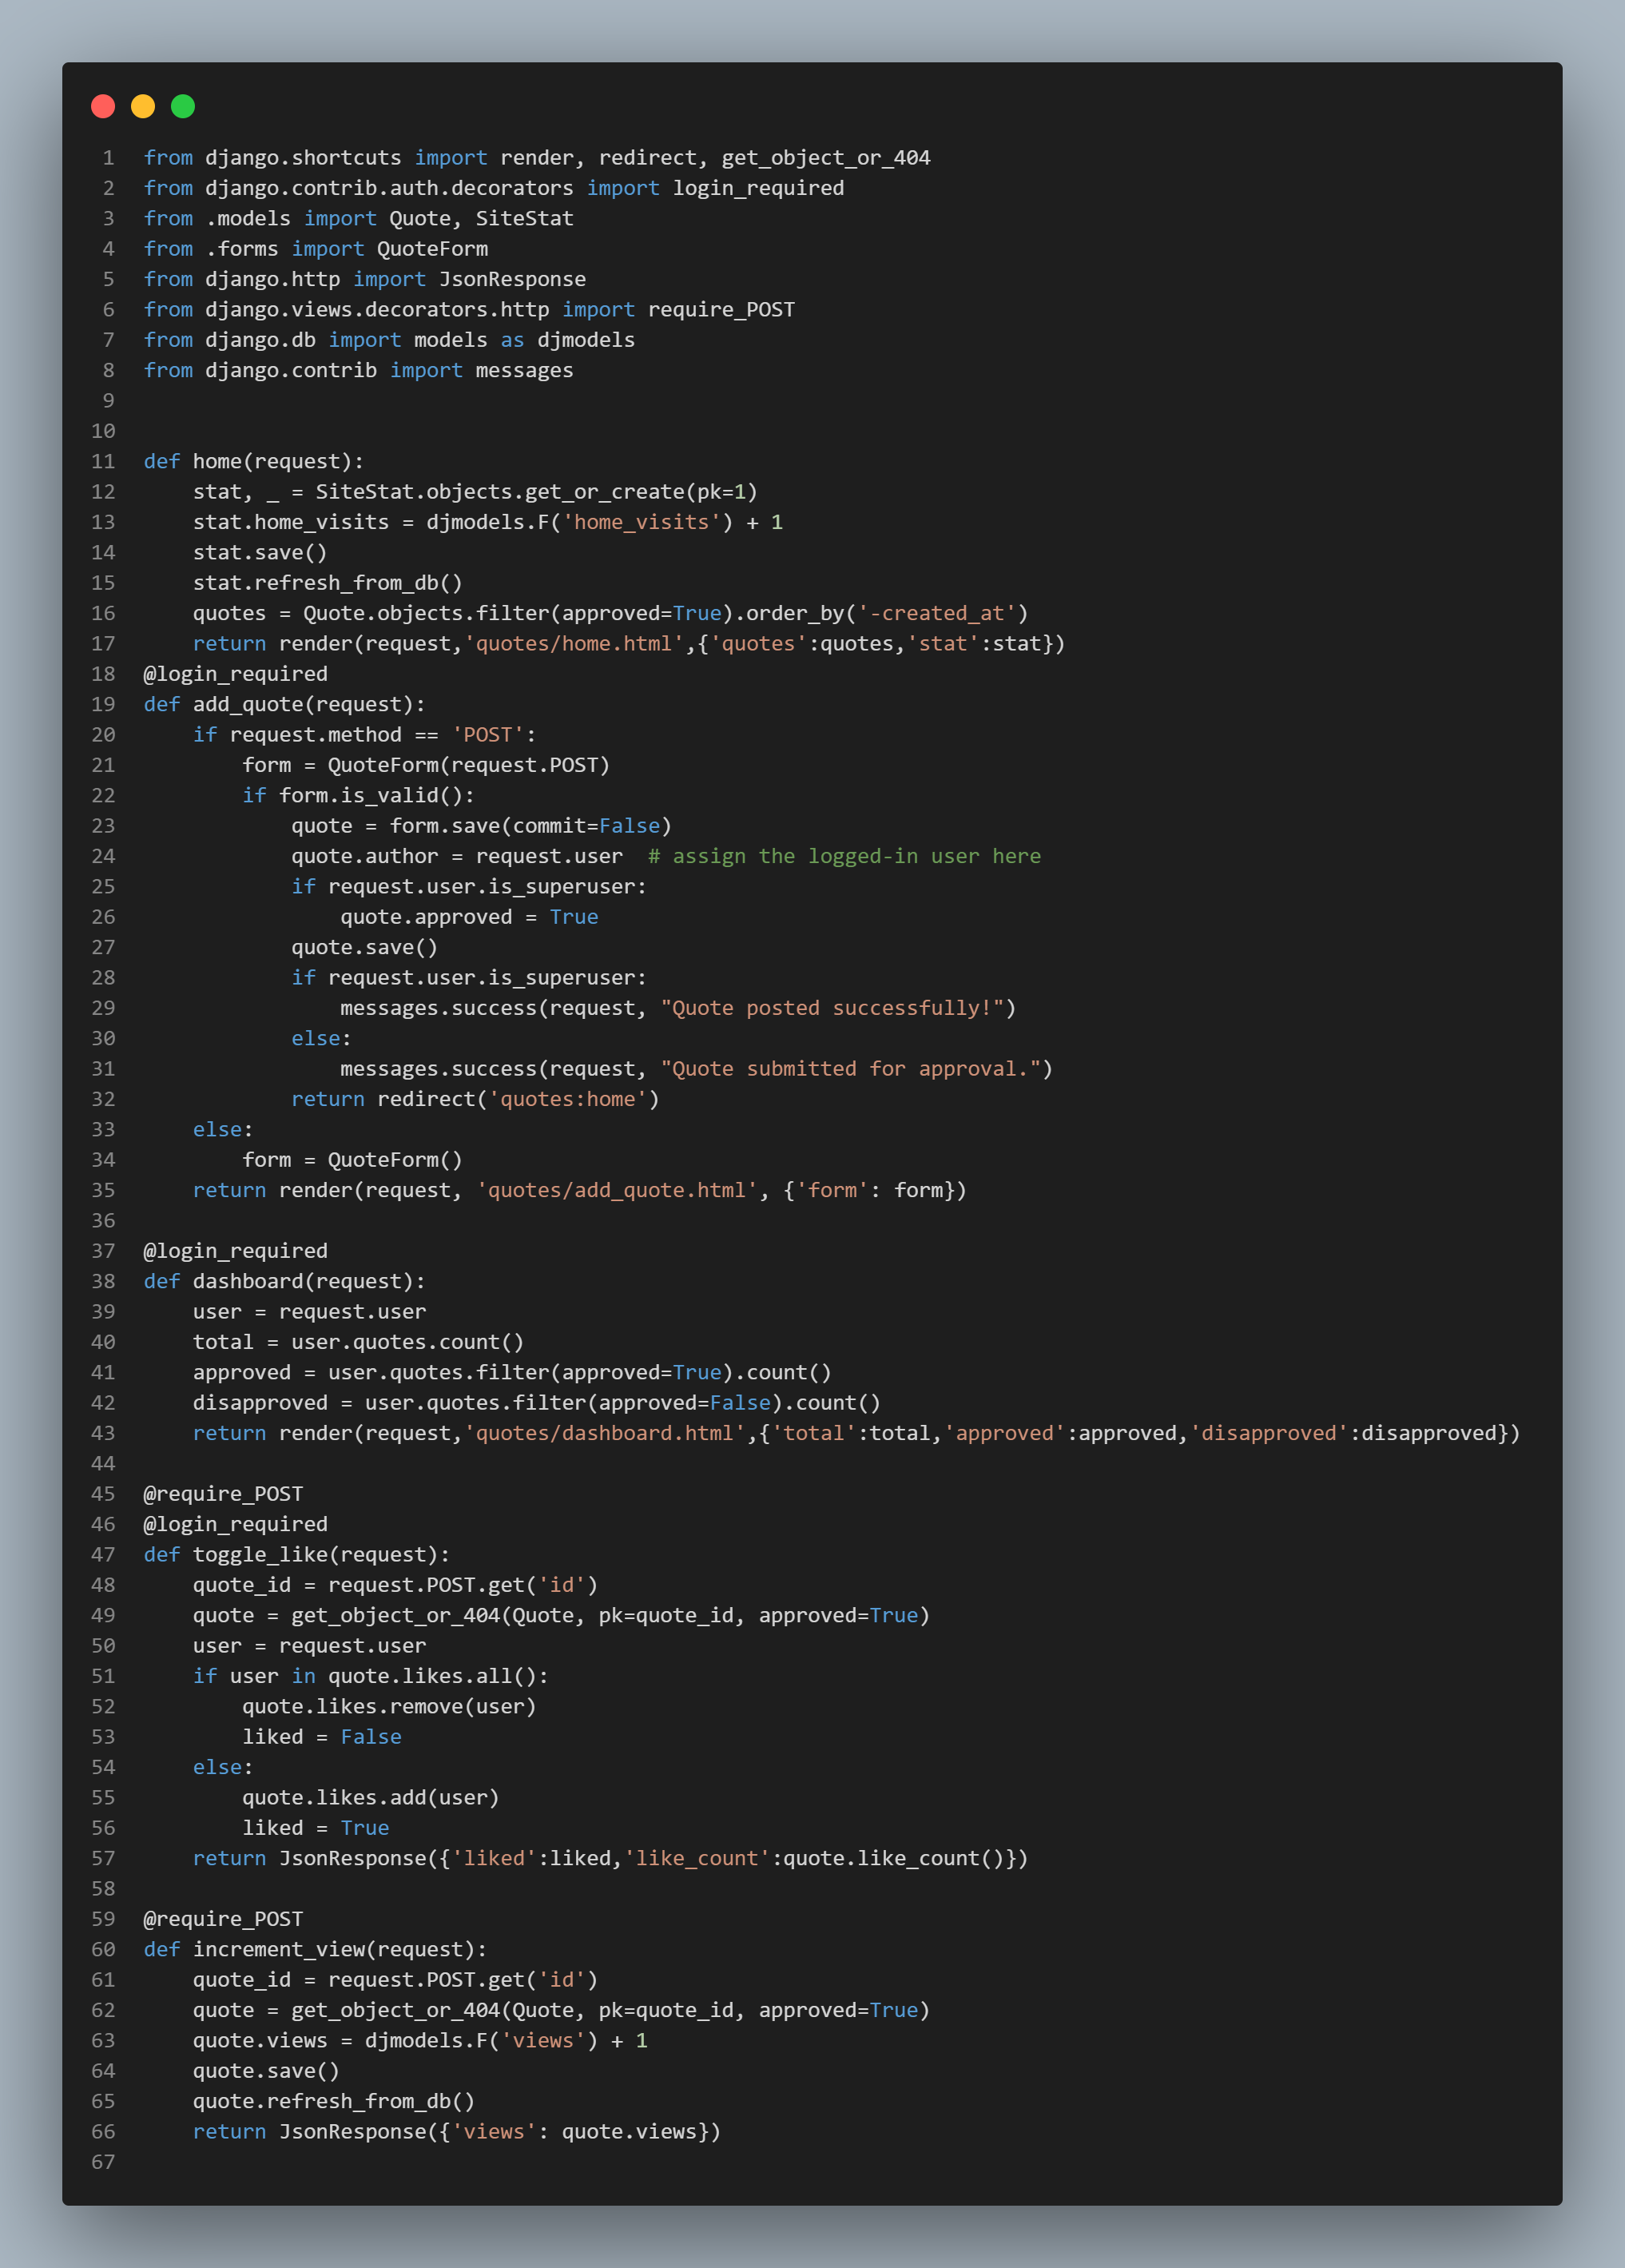 1 from django.shortcuts import render, redirect, get_object_or_404
2 from django.contrib.auth.decorators import login_required
3 from .models import Quote, SiteStat
4 from .forms import QuoteForm
5 from django.http import JsonResponse
6 from django.views.decorators.http import require_POST
7 from django.db import models as djmodels
8 from django.contrib import messages
9
10
11 def home(request):
12     stat, _ = SiteStat.objects.get_or_create(pk=1)
13     stat.home_visits = djmodels.F('home_visits') + 1
14     stat.save()
15     stat.refresh_from_db()
16     quotes = Quote.objects.filter(approved=True).order_by('-created_at')
17     return render(request,'quotes/home.html',{'quotes':quotes,'stat':stat})
18 @login_required
19 def add_quote(request):
20     if request.method == 'POST':
21         form = QuoteForm(request.POST)
22         if form.is_valid():
23             quote = form.save(commit=False)
24             quote.author = request.user  # assign the logged-in user here
25             if request.user.is_superuser:
26                 quote.approved = True
27             quote.save()
28             if request.user.is_superuser:
29                 messages.success(request, "Quote posted successfully!")
30             else:
31                 messages.success(request, "Quote submitted for approval.")
32             return redirect('quotes:home')
33     else:
34         form = QuoteForm()
35     return render(request, 'quotes/add_quote.html', {'form': form})
36
37 @login_required
38 def dashboard(request):
39     user = request.user
40     total = user.quotes.count()
41     approved = user.quotes.filter(approved=True).count()
42     disapproved = user.quotes.filter(approved=False).count()
43     return render(request,'quotes/dashboard.html',{'total':total,'approved':approved,'disapproved':disapproved})
44
45 @require_POST
46 @login_required
47 def toggle_like(request):
48     quote_id = request.POST.get('id')
49     quote = get_object_or_404(Quote, pk=quote_id, approved=True)
50     user = request.user
51     if user in quote.likes.all():
52         quote.likes.remove(user)
53         liked = False
54     else:
55         quote.likes.add(user)
56         liked = True
57     return JsonResponse({'liked':liked,'like_count':quote.like_count()})
58
59 @require_POST
60 def increment_view(request):
61     quote_id = request.POST.get('id')
62     quote = get_object_or_404(Quote, pk=quote_id, approved=True)
63     quote.views = djmodels.F('views') + 1
64     quote.save()
65     quote.refresh_from_db()
66     return JsonResponse({'views': quote.views})
67